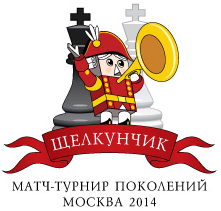 ЩЕЛКУНЧИК
МАТЧ-ТУРНИР ПОКОЛЕНИЙ
МОСКВА 2014